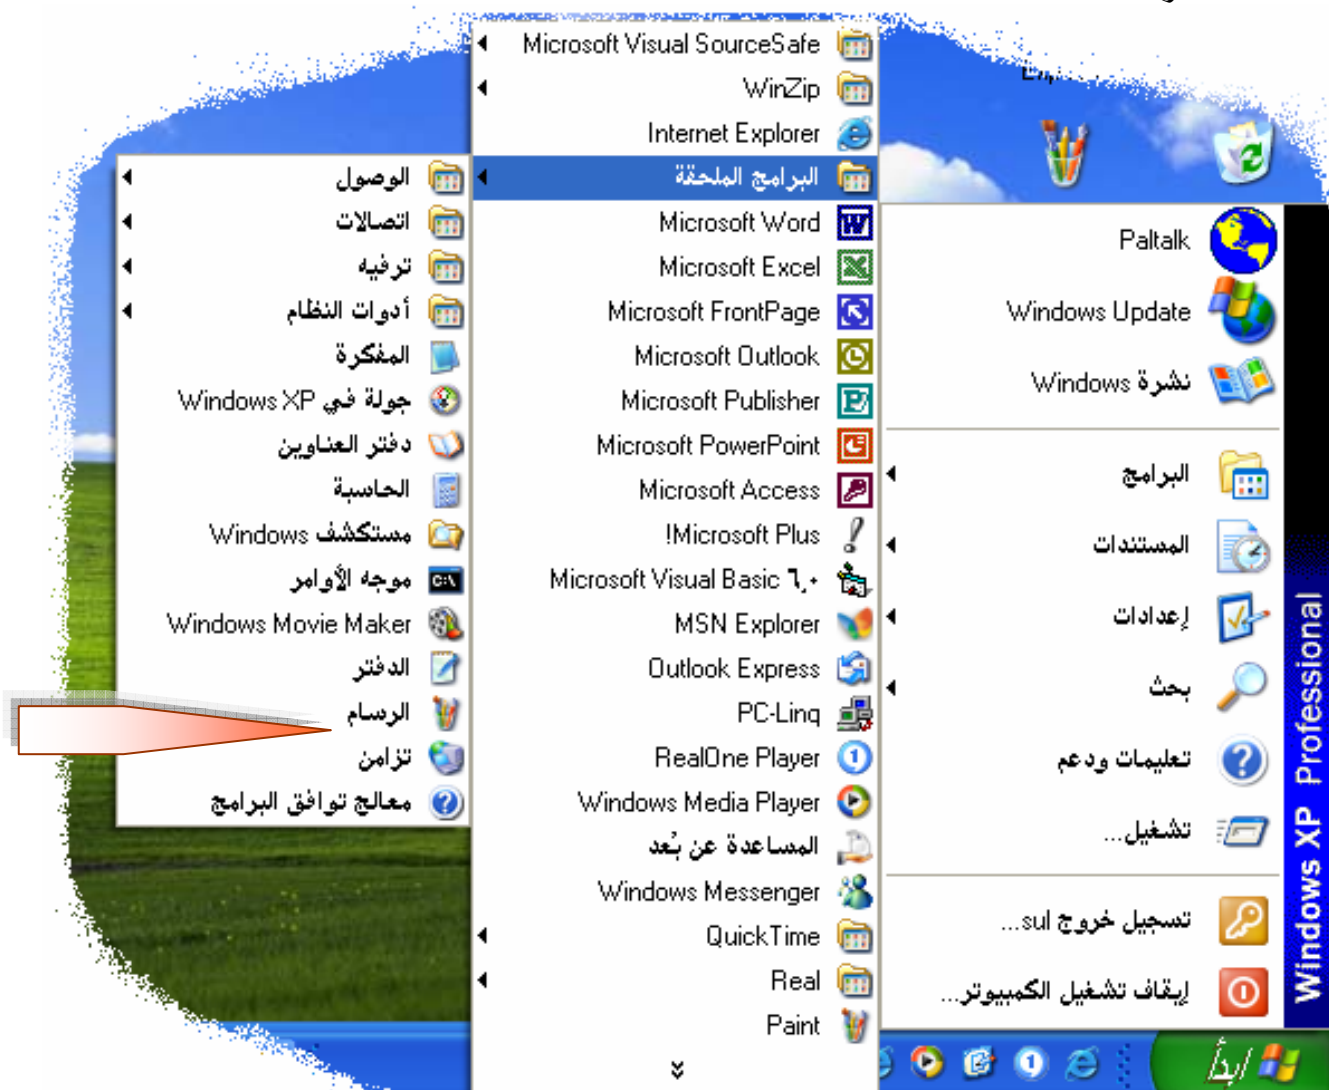 Paltalk
Windows Update
نشرة Windows
البرامج
المستندات
إعدادات
بحث
تعليمات ودعم
تشغيل...
تسجيل خروج sul...
إيقاف تشغيل الكمبيوتر...
Windows XP Professional
ابدأ
Microsoft Visual SourceSafe
WinZip
Internet Explorer
البرامج الملحقة
Microsoft Word
Microsoft Excel
Microsoft FrontPage
Microsoft Outlook
Microsoft Publisher
Microsoft PowerPoint
Microsoft Access
!Microsoft Plus
Microsoft Visual Basic ٦,٠
MSN Explorer
Outlook Express
PC-Linq
RealOne Player
Windows Media Player
المساعدة عن بُعد
Windows Messenger
QuickTime
Real
Paint
الوصول
اتصالات
ترفيه
أدوات النظام
المفكرة
جولة في Windows XP
دفتر العناوين
الحاسبة
مستكشف Windows
موجه الأوامر
Windows Movie Maker
الدفتر
الرسام
تزامن
معالج توافق البرامج